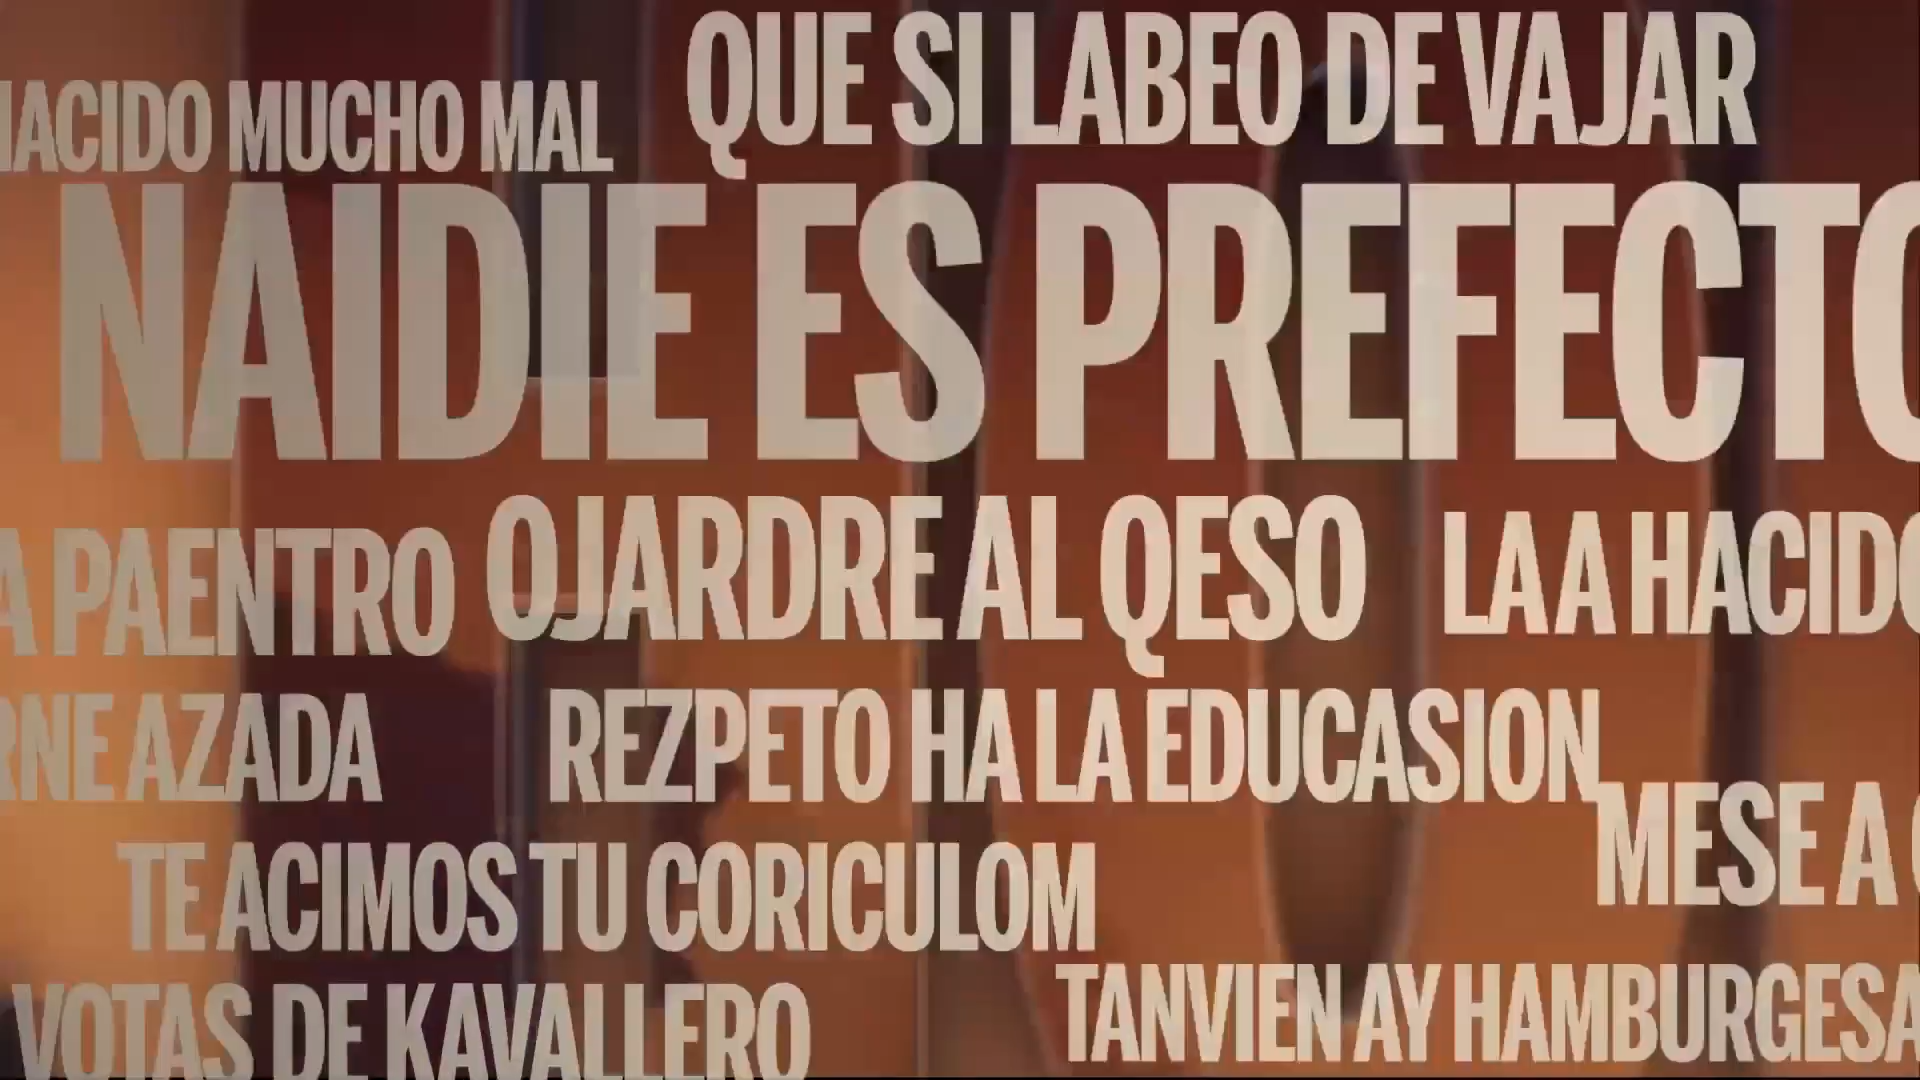 QUE SI LABEO DE VAJAR
HACIDO MUCHO MAL
NAIDIE ES PREFECTO
A PAENTRO
OJARDRE AL QESO
LA A HACIDO
RNE AZADA
REZPETO HA LA EDUCASION
MESE A
TE ACIMOS TU CORICULOM
VOTAS DE KAVALLERO
TANVIEN AY HAMBURGESA